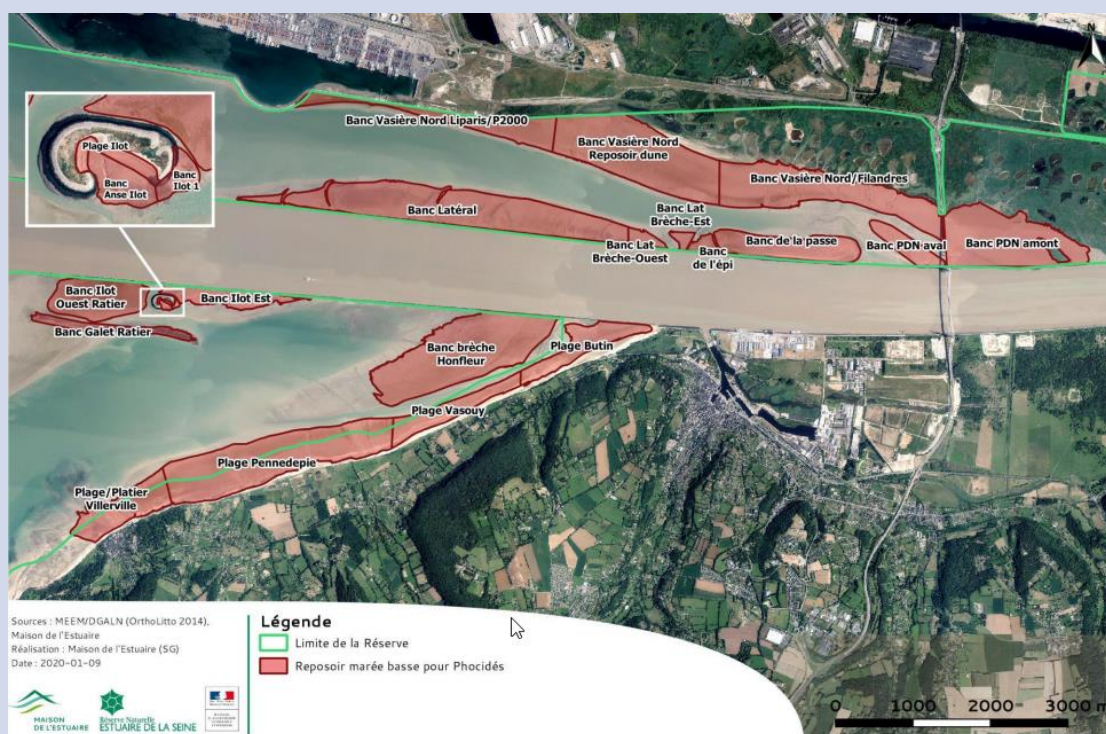 N
Banc Vasière Nord Liparis/P2000
Banc Vasière Nord
Reposoir dune
Banc Vasière Nord/Filandres
Plage Ilot
Banc
Anse Ilot
Banc
Ilot 1
Banc Latéral
Banc Lat
Brèche-Est
Banc Lat
Brèche-Ouest
Banc
de l'épi
Banc de la passe
Banc PDN aval
Banc PDN amont
Banc Ilot
Ouest Ratier
Banc Ilot Est
Banc Galet Ratier
Banc brèche
Honfleur
Plage Butin
Plage Vasouy
Plage Pennedepie
Plage/Platier
Villerville
Sources : MEEM/DGALN (OrthoLitto 2014),
Maison de l'Estuaire
Réalisation : Maison de l'Estuaire (SG)
Date : 2020-01-09
Légende
Limite de la Réserve
Reposoir marée basse pour Phocidés
MAISON
DE L'ESTUAIRE
Réserve Naturelle
ESTUAIRE DE LA SEINE
0 1000 2000 3000 m